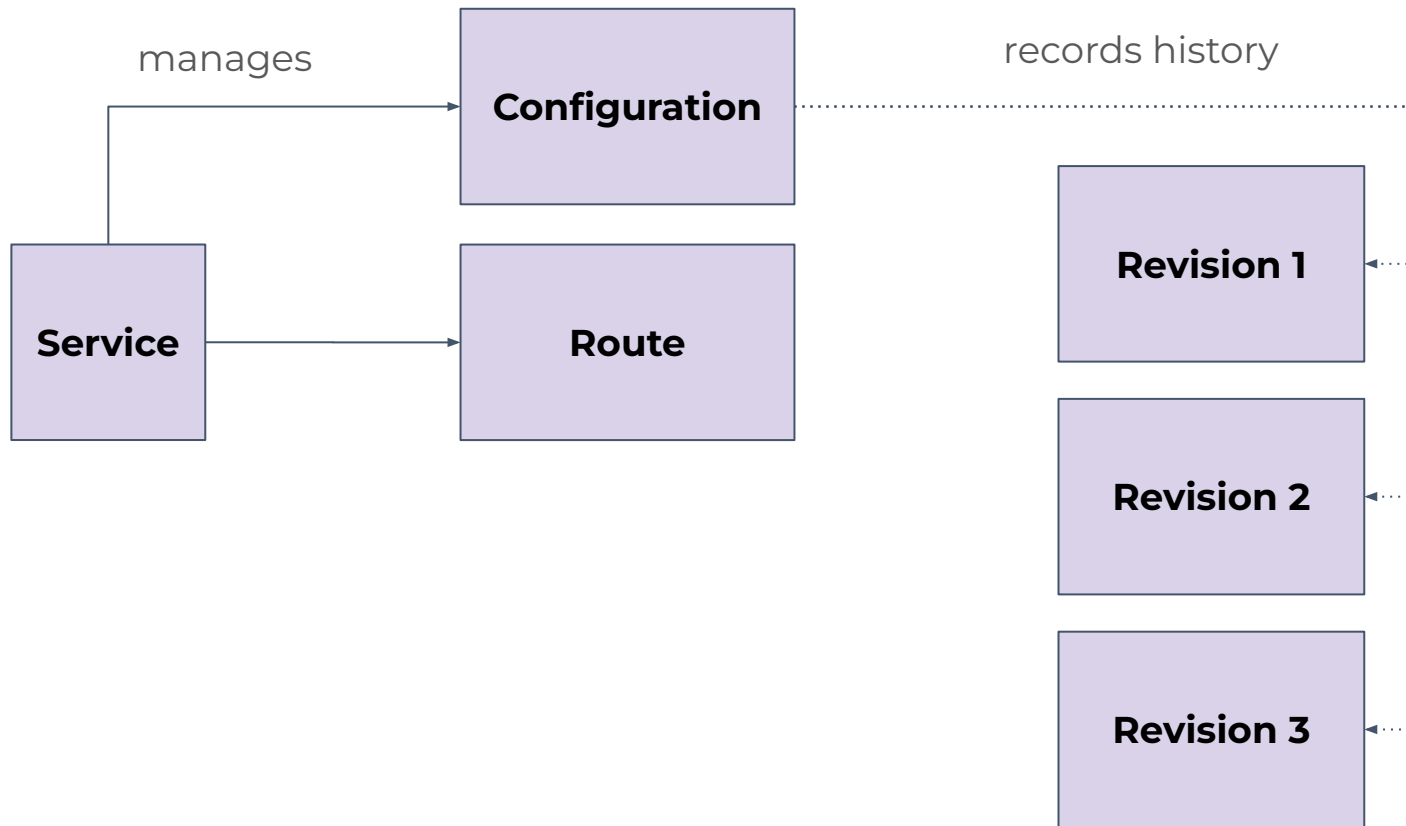 manages
records history
Configuration
Service
Route
Revision 1
Revision 2
Revision 3